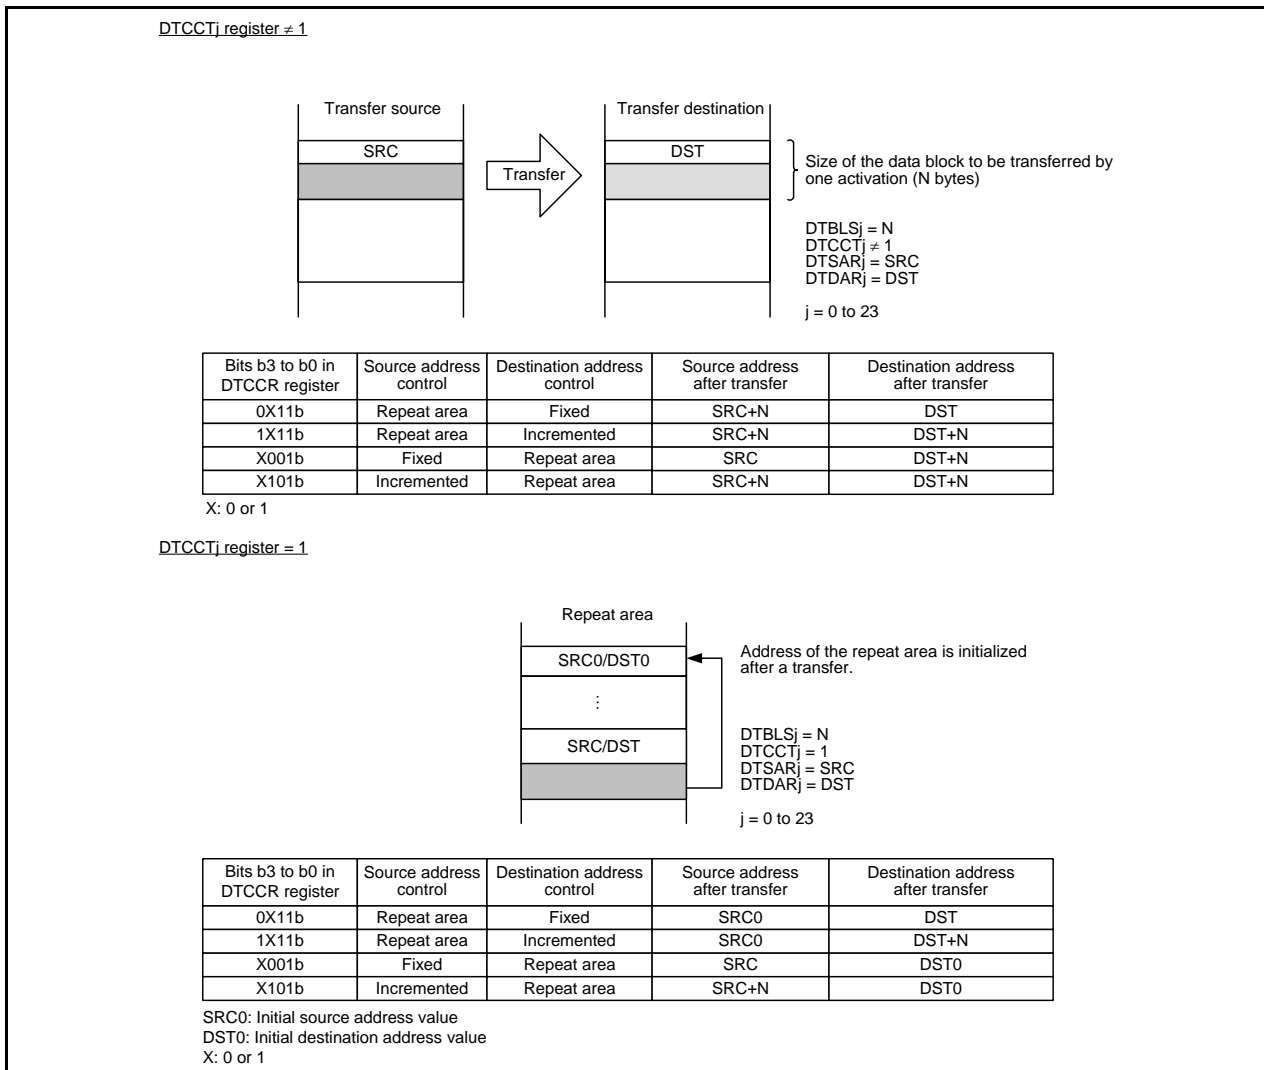 DTCCTj register ≠ 1
Transfer source
Transfer destination
SRC
DST
Transfer
Size of the data block to be transferred by
one activation (N bytes)
DTBLSj = N
DTCCTj ≠ 1
DTSARj = SRC
DTDARj = DST
j = 0 to 23
Bits b3 to b0 in DTCCR register | Source address control | Destination address control | Source address after transfer | Destination address after transfer
0X11b | Repeat area | Fixed | SRC+N | DST
1X11b | Repeat area | Incremented | SRC+N | DST+N
X001b | Fixed | Repeat area | SRC | DST+N
X101b | Incremented | Repeat area | SRC+N | DST+N
X: 0 or 1
DTCCTj register = 1
Repeat area
SRC0/DST0
⋮
SRC/DST
Address of the repeat area is initialized
after a transfer.
DTBLSj = N
DTCCTj = 1
DTSARj = SRC
DTDARj = DST
j = 0 to 23
Bits b3 to b0 in DTCCR register | Source address control | Destination address control | Source address after transfer | Destination address after transfer
0X11b | Repeat area | Fixed | SRC0 | DST
1X11b | Repeat area | Incremented | SRC0 | DST+N
X001b | Fixed | Repeat area | SRC | DST0
X101b | Incremented | Repeat area | SRC+N | DST0
SRC0: Initial source address value
DST0: Initial destination address value
X: 0 or 1